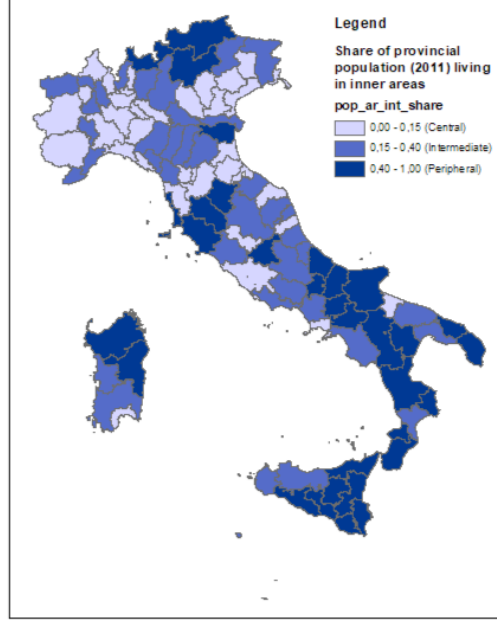 Legend
Share of provincial
population (2011) living
in inner areas
pop_ar_int_share
0,00 - 0,15 (Central)
0,15 - 0,40 (Intermediate)
0,40 - 1,00 (Peripheral)